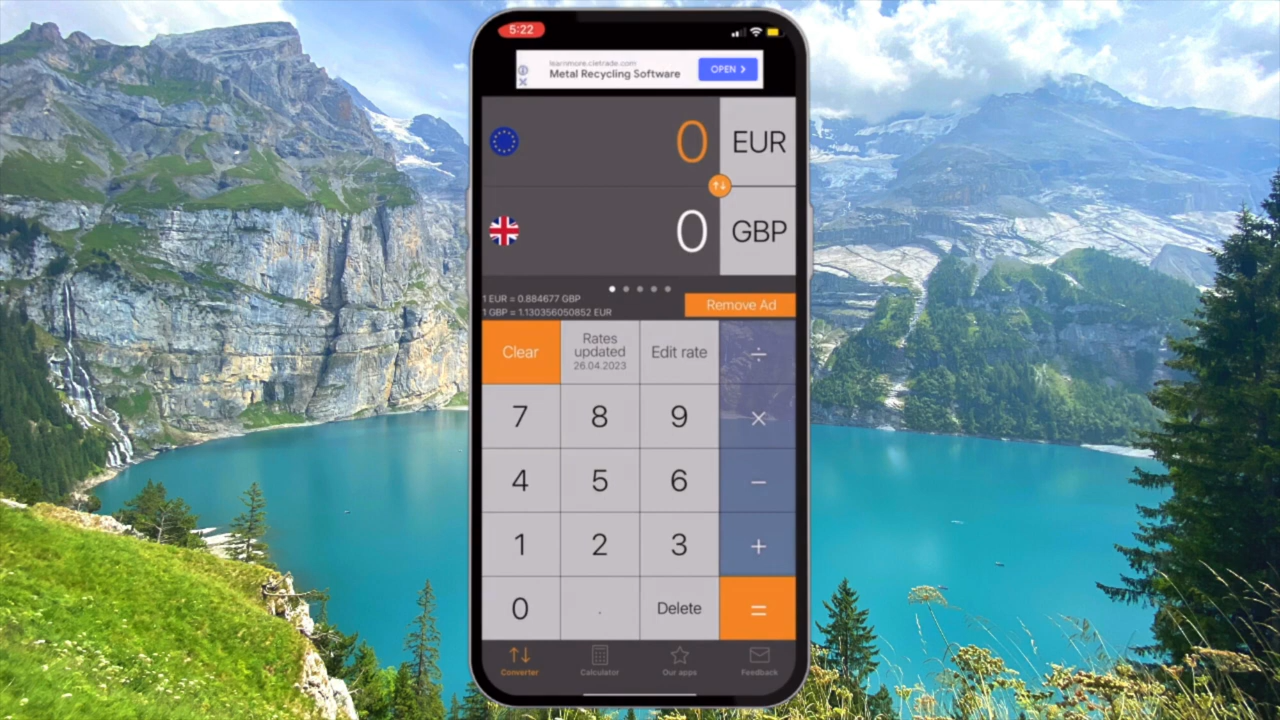 5:22
learnmore.cietrade.com
Metal Recycling Software
OPEN
0 EUR
0 GBP
1 EUR = 0.884677 GBP
1 GBP = 1.130356050852 EUR
Remove Ad
Clear
Rates
updated
26.04.2023
Edit rate
÷
7 8 9 ×
4 5 6 −
1 2 3 +
0 . Delete =
Converter Calculator Our apps Feedback